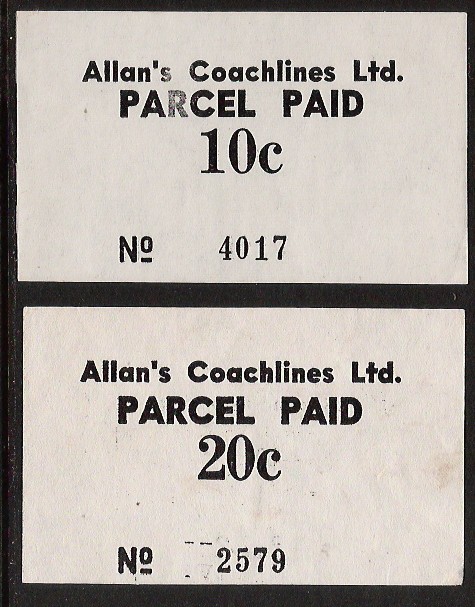 Allan's Coachlines Ltd.
PARCEL PAID
10c
Nº 4017
Allan's Coachlines Ltd.
PARCEL PAID
20c
Nº 2579